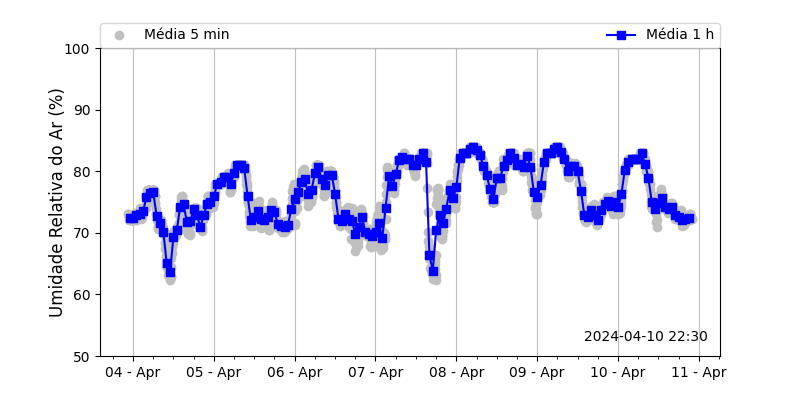 Média 5 min
Média 1 h
100
90
80
70
60
50
Umidade Relativa do Ar (%)
2024-04-10 22:30
04 - Apr
05 - Apr
06 - Apr
07 - Apr
08 - Apr
09 - Apr
10 - Apr
11 - Apr